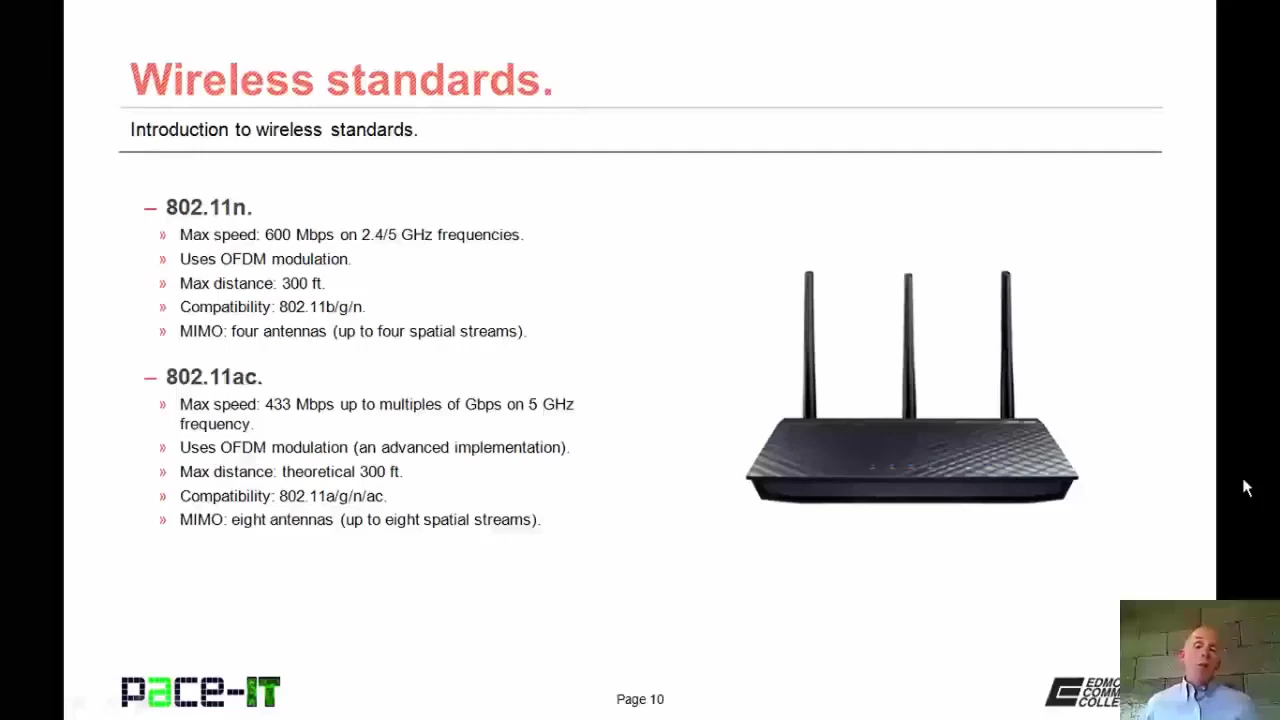 Wireless standards.
Introduction to wireless standards.
– 802.11n.
» Max speed: 600 Mbps on 2.4/5 GHz frequencies.
» Uses OFDM modulation.
» Max distance: 300 ft.
» Compatibility: 802.11b/g/n.
» MIMO: four antennas (up to four spatial streams).
– 802.11ac.
» Max speed: 433 Mbps up to multiples of Gbps on 5 GHz
frequency.
» Uses OFDM modulation (an advanced implementation).
» Max distance: theoretical 300 ft.
» Compatibility: 802.11a/g/n/ac.
» MIMO: eight antennas (up to eight spatial streams).
pace-IT
Page 10